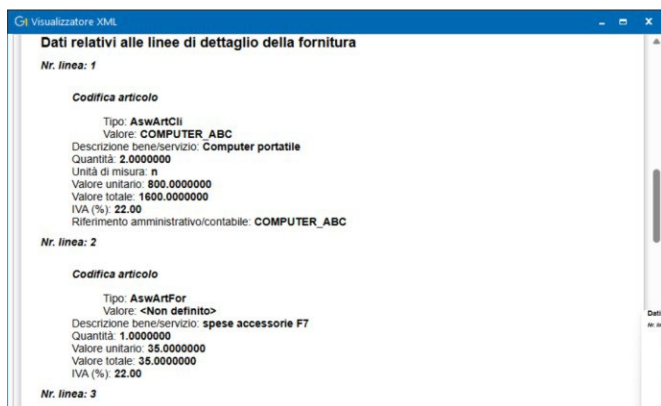 Visualizzatore XML
Dati relativi alle linee di dettaglio della fornitura
Nr. linea: 1
Codifica articolo
Tipo: AswArtCli
Valore: COMPUTER_ABC
Descrizione bene/servizio: Computer portatile
Quantità: 2.0000000
Unità di misura: n
Valore unitario: 800.0000000
Valore totale: 1600.0000000
IVA (%): 22.00
Riferimento amministrativo/contabile: COMPUTER_ABC
Nr. linea: 2
Codifica articolo
Tipo: AswArtFor
Valore: <Non definito>
Descrizione bene/servizio: spese accessorie F7
Quantità: 1.0000000
Valore unitario: 35.0000000
Valore totale: 35.0000000
IVA (%): 22.00
Nr. linea: 3
Dati